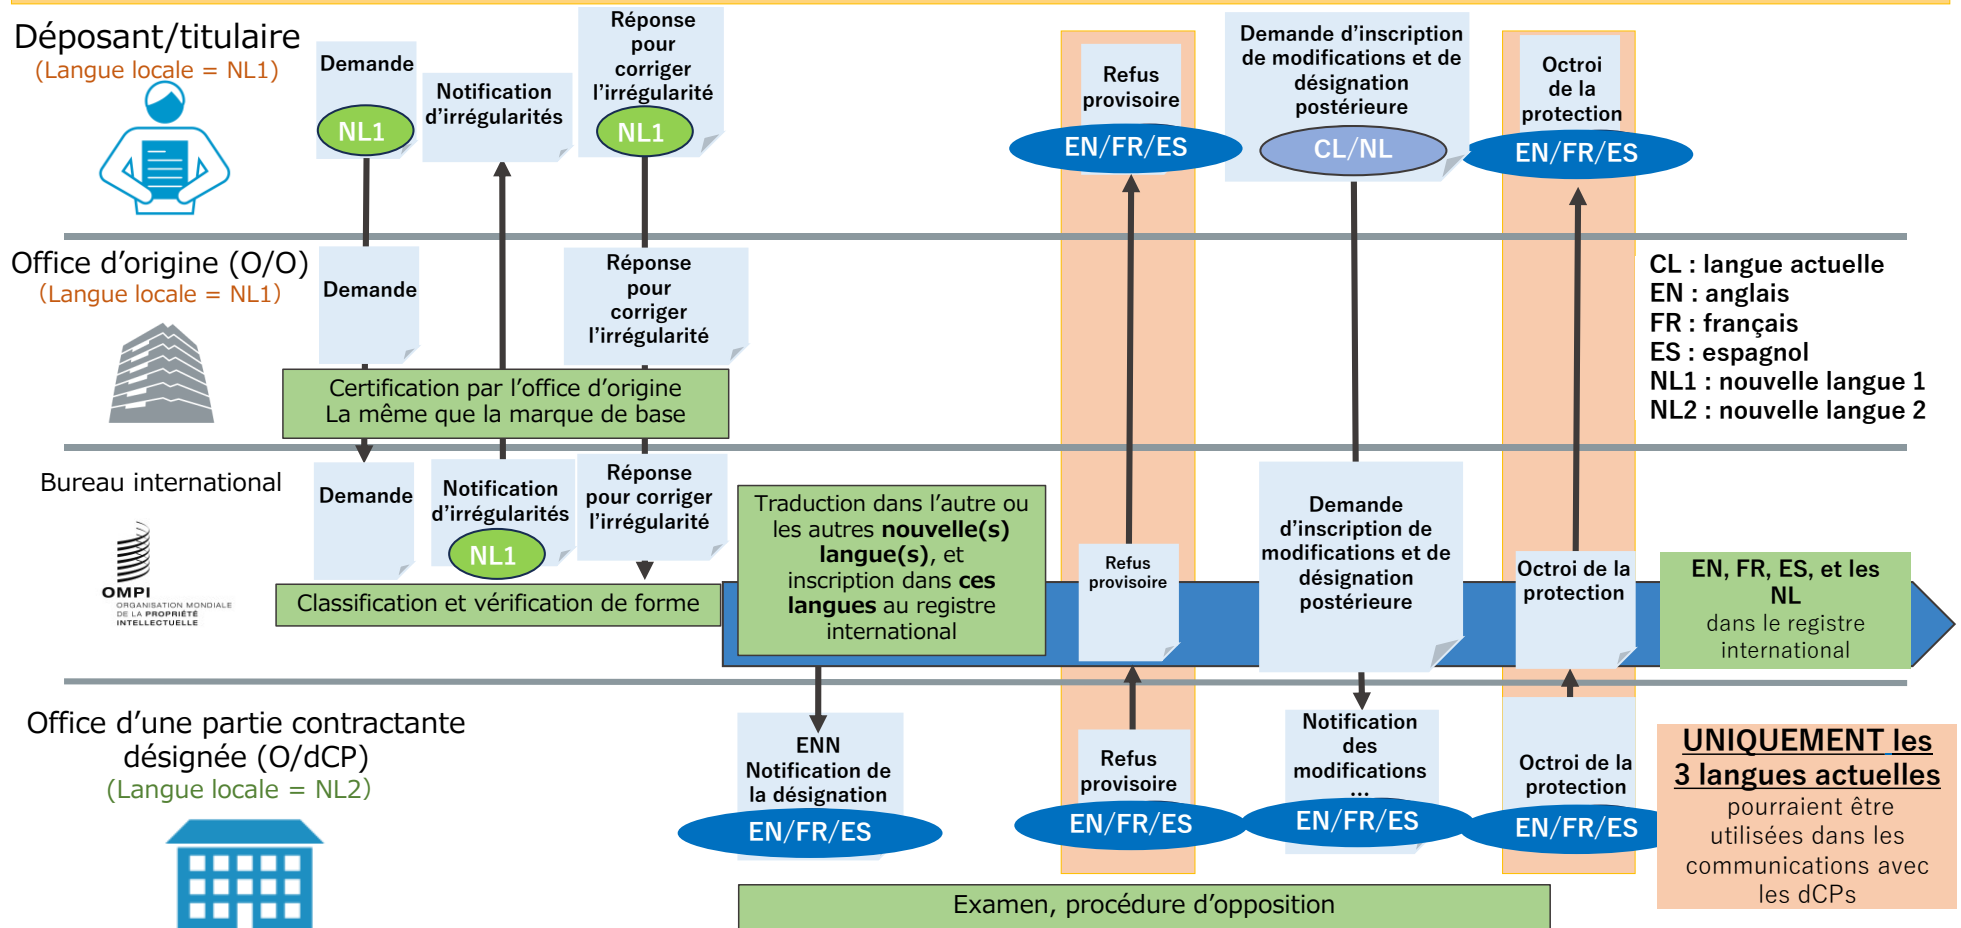 Déposant/titulaire
(Langue locale = NL1)
Demande
NL1
Notification
d'irrégularités
Réponse
pour
corriger
l'irrégularité
NL1
Refus
provisoire
EN/FR/ES
Demande d'inscription
de modifications et de
désignation
postérieure
CL/NL
Octroi
de la
protection
EN/FR/ES
Office d'origine (O/O)
(Langue locale = NL1)
Demande
Réponse
pour
corriger
l'irrégularité
Certification par l'office d'origine
La même que la marque de base
CL : langue actuelle
EN : anglais
FR : français
ES : espagnol
NL1 : nouvelle langue 1
NL2 : nouvelle langue 2
Bureau international
OMPI
ORGANISATION MONDIALE
DE LA PROPRIÉTÉ
INTELLECTUELLE
Demande
Notification
d'irrégularités
NL1
Réponse
pour corriger
l'irrégularité
Classification et vérification de forme
Traduction dans l'autre ou
les autres nouvelle(s)
langue(s), et
inscription dans ces
langues au registre
international
Refus
provisoire
Demande
d'inscription de
modifications et de
désignation
postérieure
Octroi de la
protection
EN, FR, ES, et les
NL
dans le registre
international
Office d'une partie contractante
désignée (O/dCP)
(Langue locale = NL2)
ENN
Notification de
la désignation
EN/FR/ES
Refus
provisoire
EN/FR/ES
Notification
des
modifications
...
EN/FR/ES
Octroi de la
protection
EN/FR/ES
UNIQUEMENT les
3 langues actuelles
pourraient être
utilisées dans les
communications avec
les dCPs
Examen, procédure d'opposition